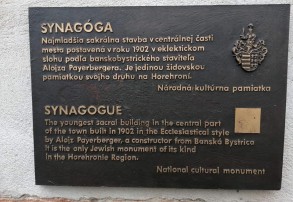 SYNAGÓGA
Najmladšia sakrálna stavba v centrálnej časti
mesta postavená v roku 1902 v eklektickom
slohu podľa banskobystrického staviteľa
Alojza Payerbergera. Je jedinou židovskou
pamiatkou svojho druhu na Horehroní.
Národná kultúrna pamiatka
SYNAGOGUE
The youngest sacral building in the central part
of the town built in 1902 in the Ecclesiastical style
by Alojz Payerberger, a constructor from Banská Bystrica
It is the only Jewish monument of its kind
in the Horehronie Region.
National cultural monument